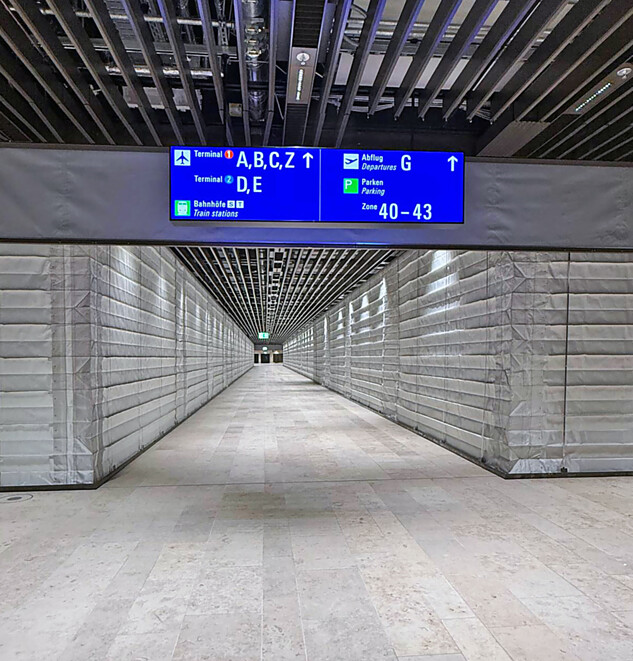 Terminal 1 A,B,C,Z ↑
Terminal 2 D,E
Bahnhöfe S T
Train stations
Abflug
Departures G ↑
P Parken
Parking
Zone 40–43